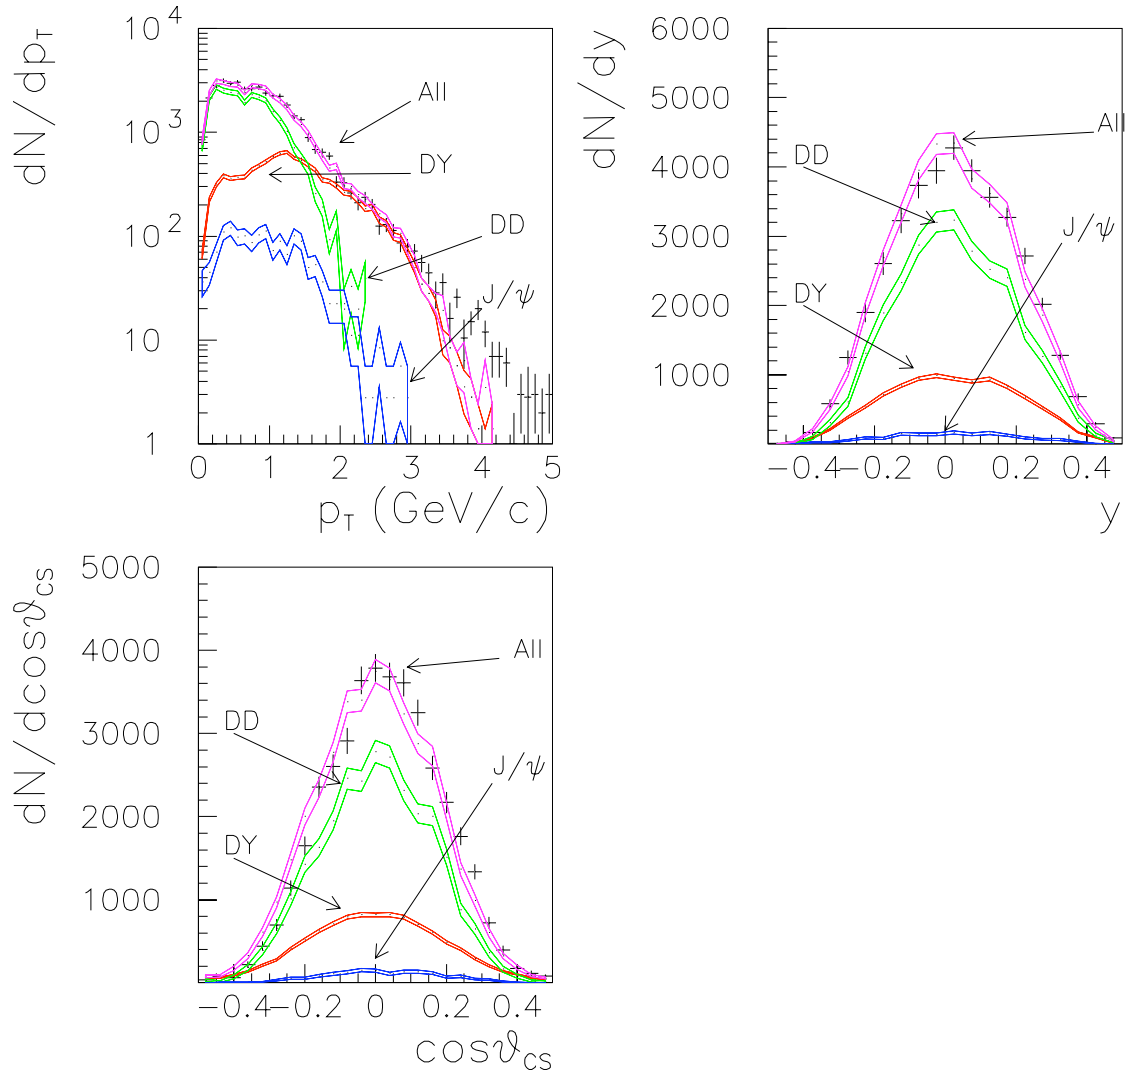 dN/dp_T
10^4
10^3
10^2
10
1
All
DY
DD
J/ψ
0 1 2 3 4 5
p_T (GeV/c)
dN/dy
6000
5000
4000
3000
2000
1000
All
DD
J/ψ
DY
−0.4 −0.2 0 0.2 0.4
y
dN/dcosϑ_CS
5000
4000
3000
2000
1000
All
DD
J/ψ
DY
−0.4 −0.2 0 0.2 0.4
cosϑ_CS